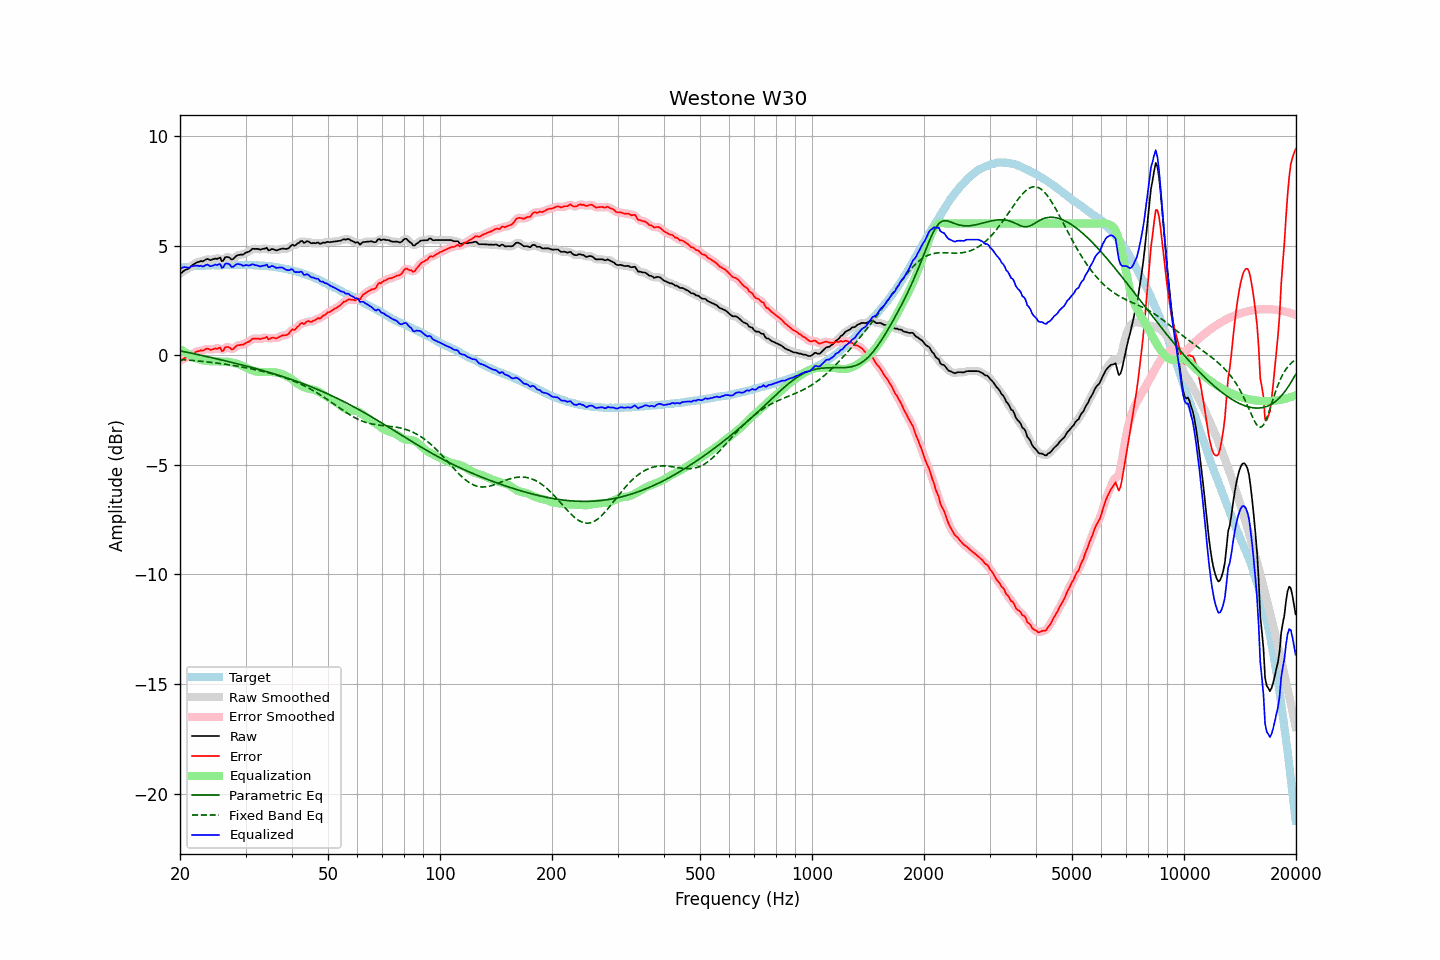 Westone W30
Amplitude (dBr)
10
5
0
−5
−10
−15
−20
Target
Raw Smoothed
Error Smoothed
Raw
Error
Equalization
Parametric Eq
Fixed Band Eq
Equalized
20 50 100 200 500 1000 2000 5000 10000 20000
Frequency (Hz)